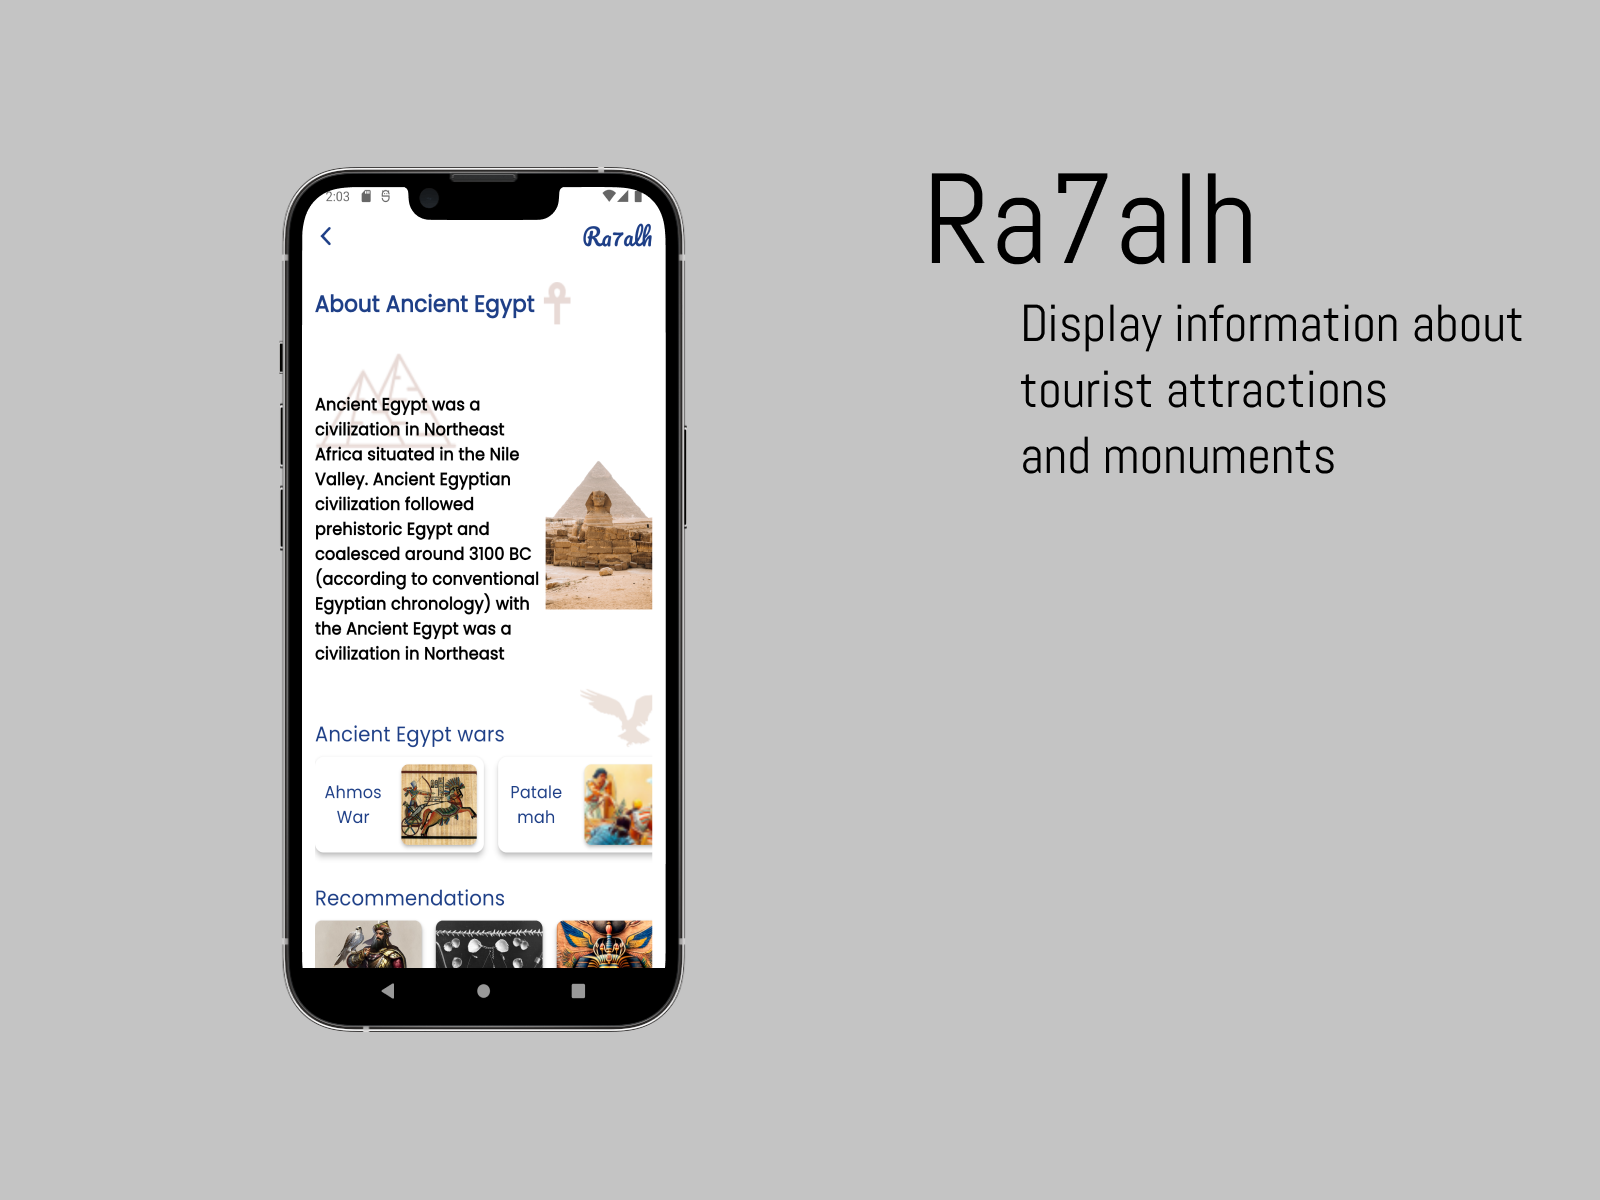 2:03
Ra7alh
About Ancient Egypt
Ancient Egypt was a
civilization in Northeast
Africa situated in the Nile
Valley. Ancient Egyptian
civilization followed
prehistoric Egypt and
coalesced around 3100 BC
(according to conventional
Egyptian chronology) with
the Ancient Egypt was a
civilization in Northeast
Ancient Egypt wars
Ahmos
War
Patale
mah
Recommendations
Ra7alh
Display information about
tourist attractions
and monuments